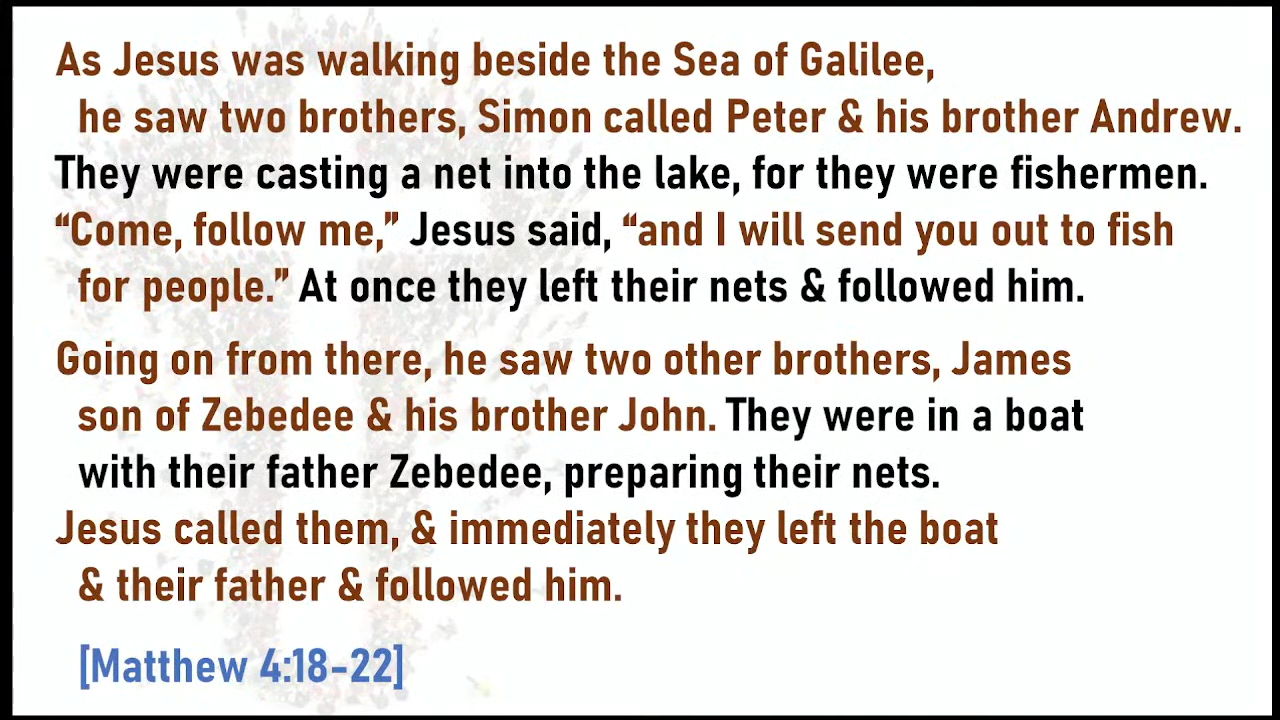 As Jesus was walking beside the Sea of Galilee,
he saw two brothers, Simon called Peter & his brother Andrew.
They were casting a net into the lake, for they were fishermen.
“Come, follow me,” Jesus said, “and I will send you out to fish
for people.” At once they left their nets & followed him.
Going on from there, he saw two other brothers, James
son of Zebedee & his brother John. They were in a boat
with their father Zebedee, preparing their nets.
Jesus called them, & immediately they left the boat
& their father & followed him.
[Matthew 4:18-22]